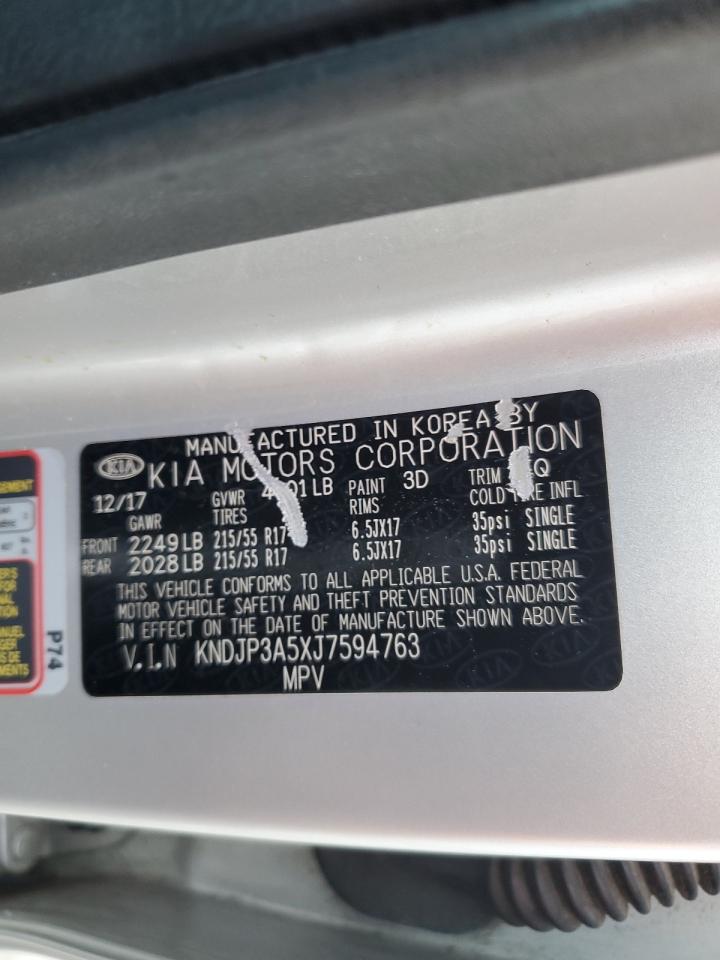 MANUFACTURED IN KOREA BY
KIA KIA MOTORS CORPORATION
12/17 GVWR LB PAINT 3D TRIM
GAWR TIRES RIMS COLD TIRE INFL
FRONT 2249LB 215/55 R17 6.5JX17 35psi SINGLE
REAR 2028LB 215/55 R17 6.5JX17 35psi SINGLE
THIS VEHICLE CONFORMS TO ALL APPLICABLE U.S.A. FEDERAL
MOTOR VEHICLE SAFETY AND THEFT PREVENTION STANDARDS
IN EFFECT ON THE DATE OF MANUFACTURE SHOWN ABOVE.
V.I.N KNDJP3A5XJ7594763
MPV
P74